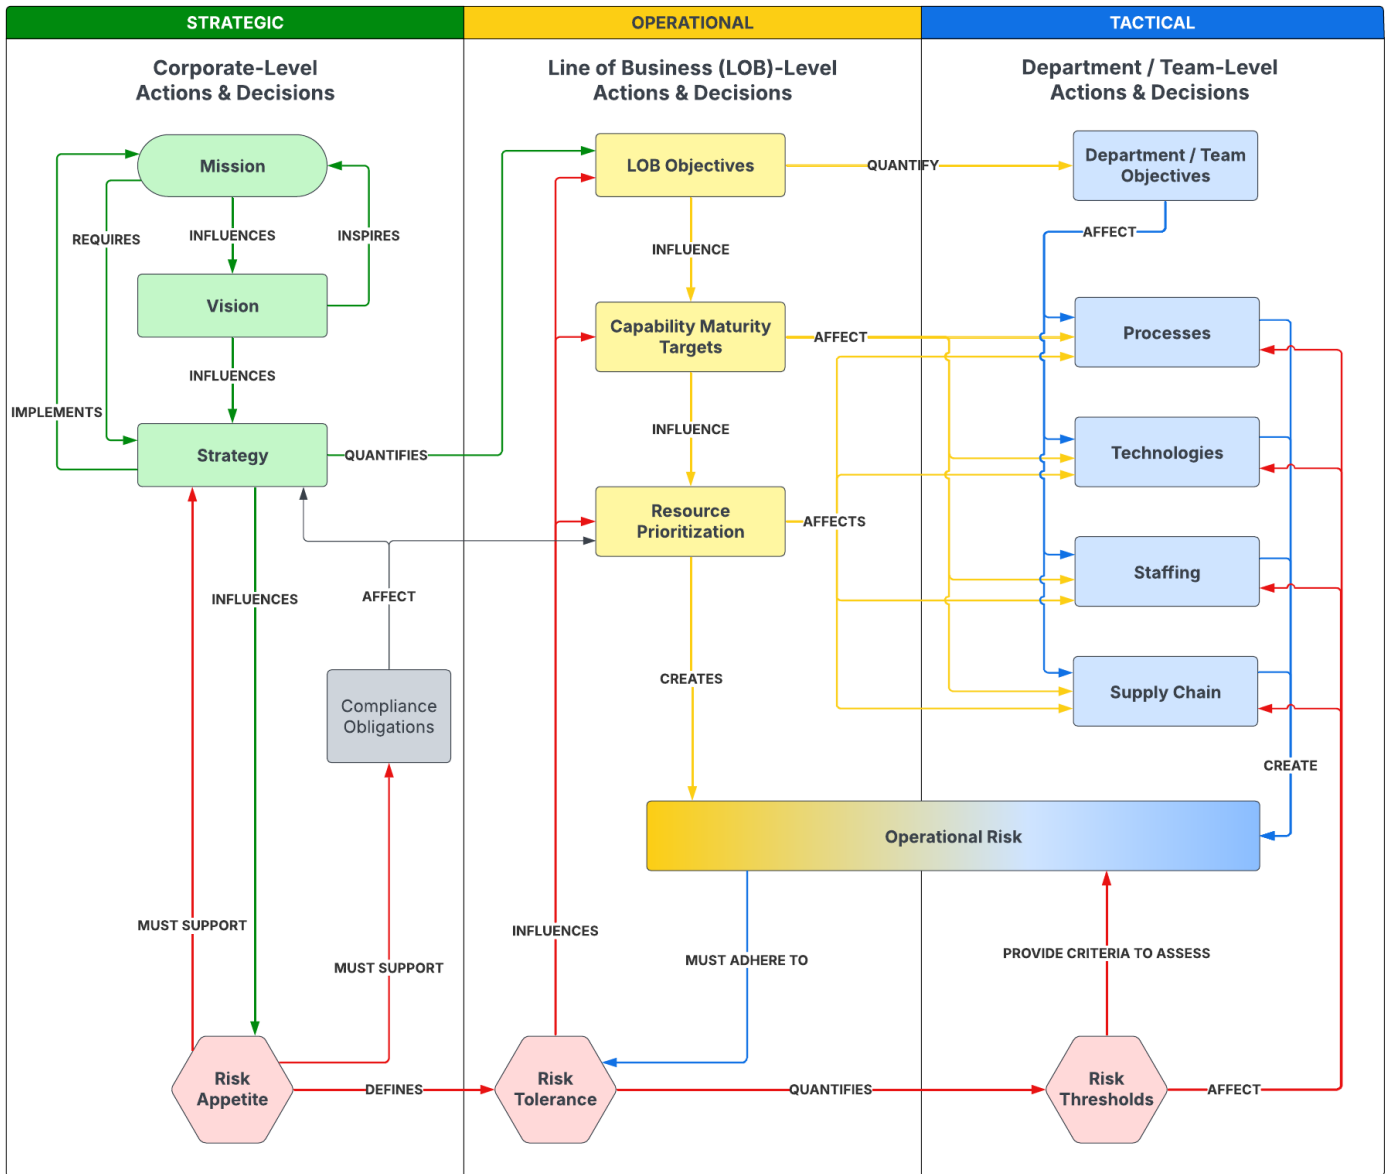 STRATEGIC
OPERATIONAL
TACTICAL
Corporate-Level
Actions & Decisions
Line of Business (LOB)-Level
Actions & Decisions
Department / Team-Level
Actions & Decisions
Mission
LOB Objectives
QUANTIFY
Department / Team
Objectives
REQUIRES
INFLUENCES
INSPIRES
INFLUENCE
AFFECT
Vision
Capability Maturity
Targets
AFFECT
Processes
INFLUENCES
IMPLEMENTS
INFLUENCE
Strategy
QUANTIFIES
Technologies
Resource
Prioritization
AFFECTS
Staffing
INFLUENCES
AFFECT
CREATES
Compliance
Obligations
Supply Chain
CREATE
Operational Risk
MUST SUPPORT
INFLUENCES
MUST SUPPORT
MUST ADHERE TO
PROVIDE CRITERIA TO ASSESS
Risk
Appetite
DEFINES
Risk
Tolerance
QUANTIFIES
Risk
Thresholds
AFFECT